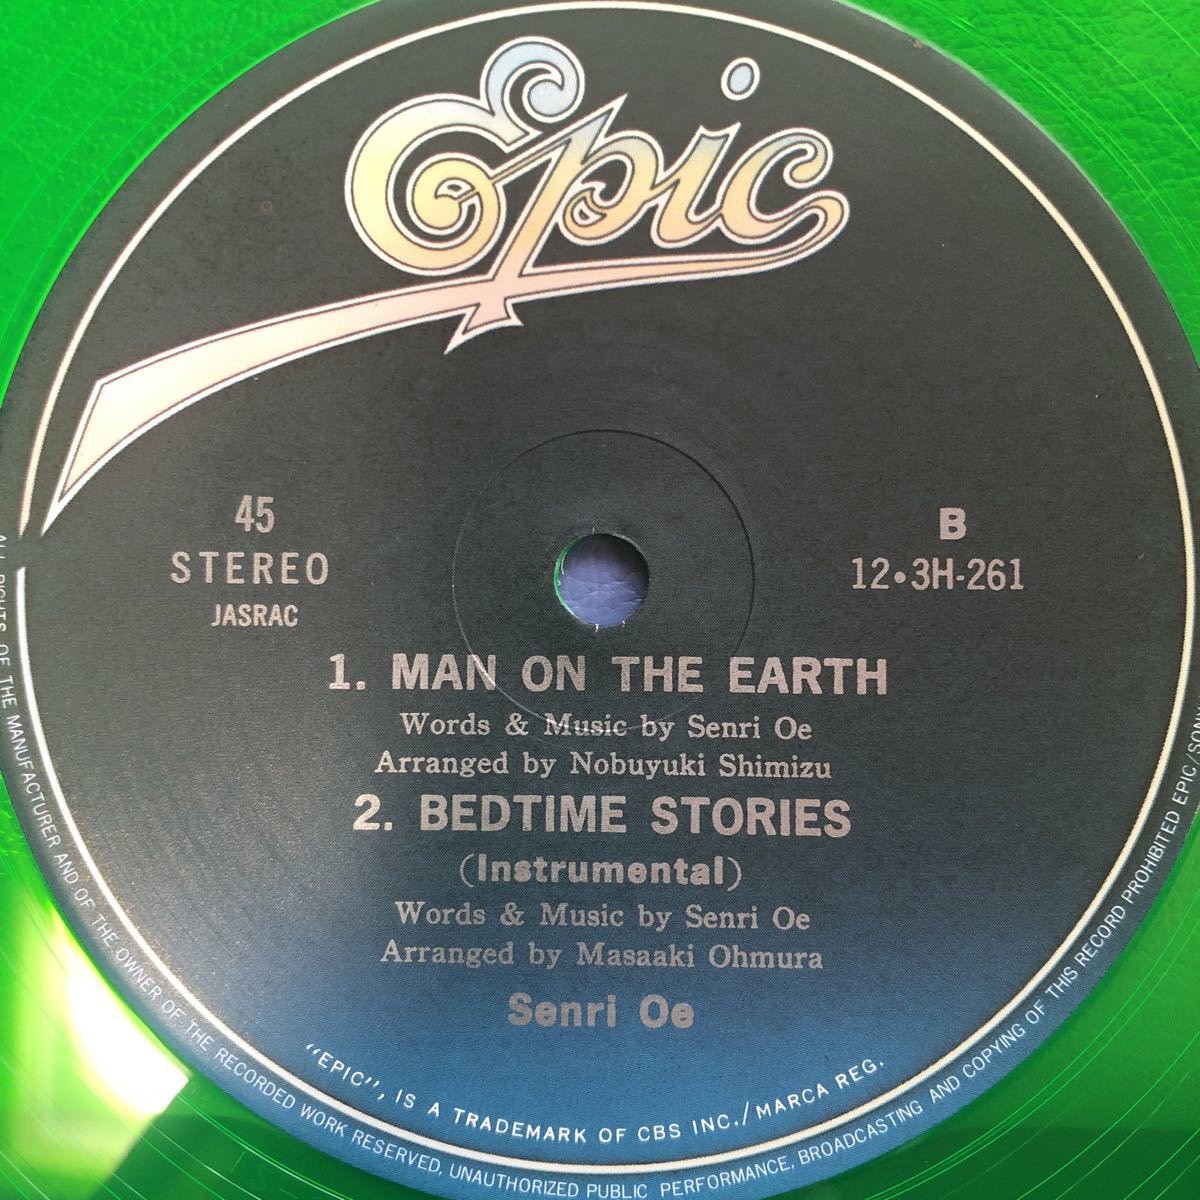 Epic
45
STEREO
JASRAC
B
12•3H-261
1. MAN ON THE EARTH
Words & Music by Senri Oe
Arranged by Nobuyuki Shimizu
2. BEDTIME STORIES
(Instrumental)
Words & Music by Senri Oe
Arranged by Masaaki Ohmura
Senri Oe
"EPIC", IS A TRADEMARK OF CBS INC./MARCA REG.
ALL RIGHTS OF THE MANUFACTURER AND OF THE OWNER OF THE RECORDED WORK RESERVED, UNAUTHORIZED PUBLIC PERFORMANCE, BROADCASTING AND COPYING OF THIS RECORD PROHIBITED EPIC/SONY